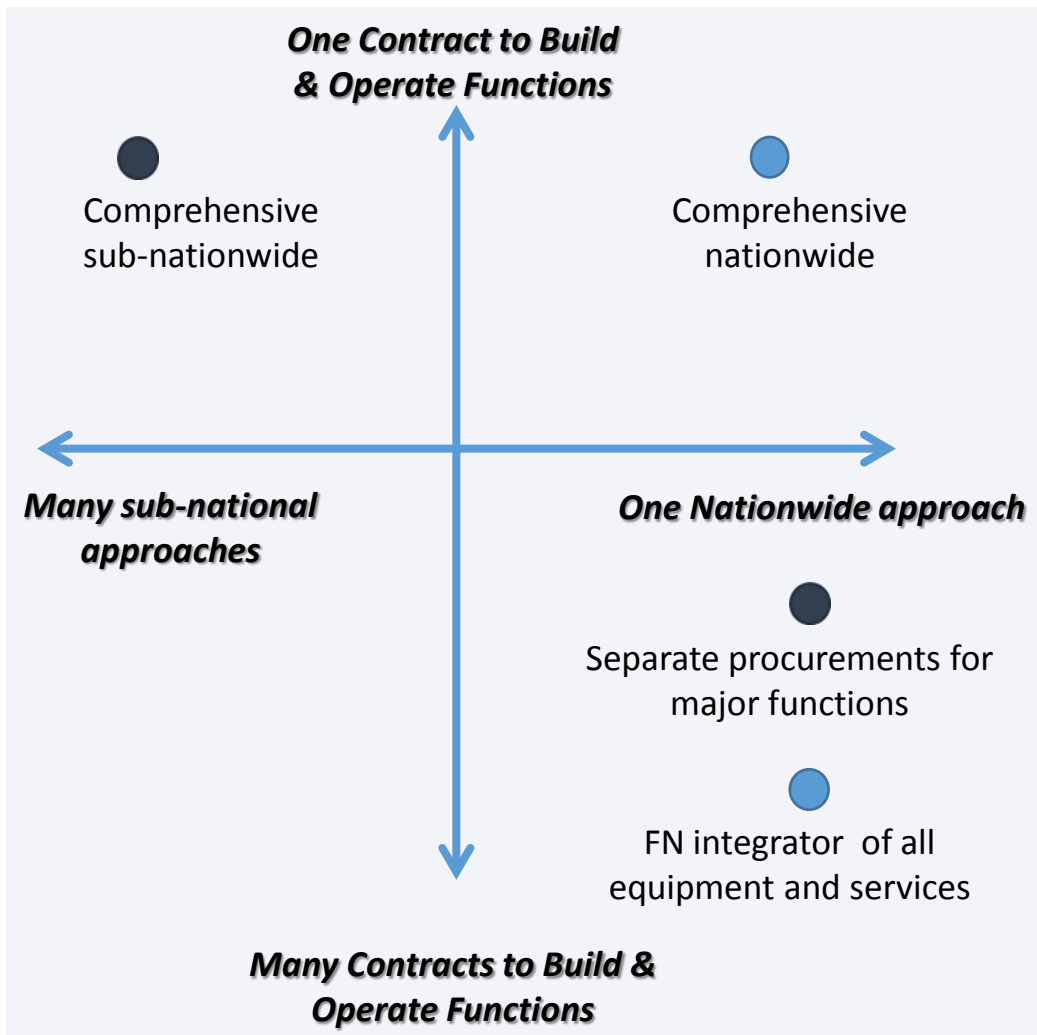 One Contract to Build
& Operate Functions
Comprehensive
sub-nationwide
Comprehensive
nationwide
Many sub-national
approaches
One Nationwide approach
Separate procurements for
major functions
FN integrator  of all
equipment and services
Many Contracts to Build &
Operate Functions